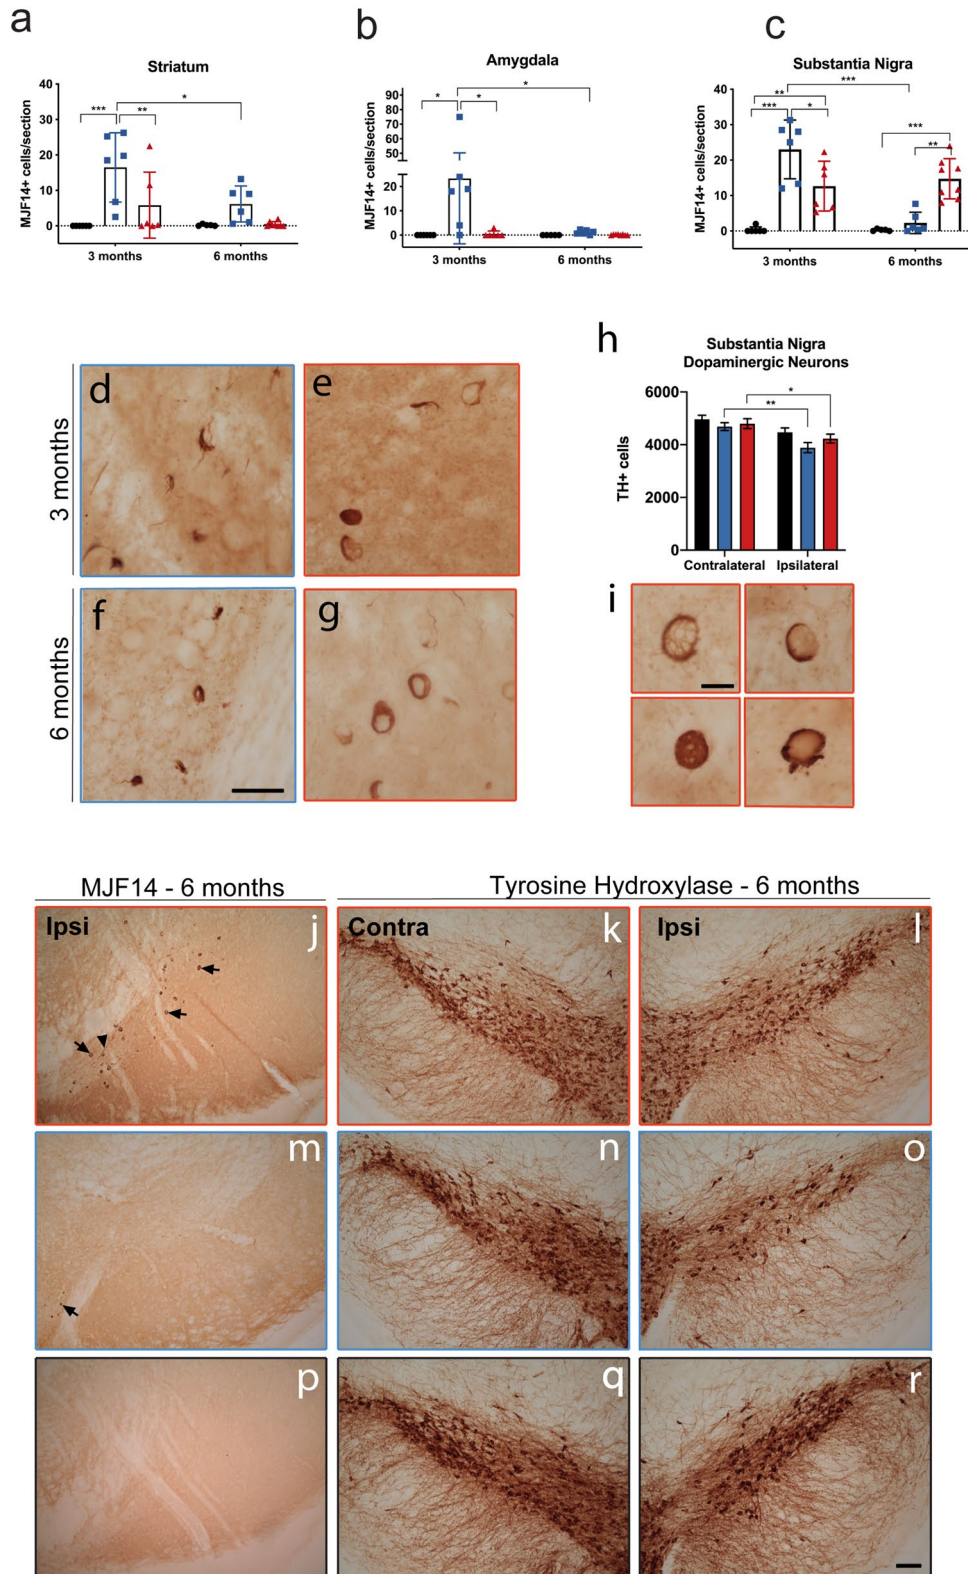 a
b
c
Striatum
Amygdala
Substantia Nigra
MJF14+ cells/section
40
30
20
10
0
***
**
*
3 months
6 months
MJF14+ cells/section
90
80
70
60
50
40
20
10
0
*
*
*
3 months
6 months
MJF14+ cells/section
40
30
20
10
0
***
**
***
*
***
**
3 months
6 months
3 months
d
e
6 months
f
g
h
Substantia Nigra
Dopaminergic Neurons
TH+ cells
6000
4000
2000
0
*
**
Contralateral
Ipsilateral
i
MJF14 - 6 months
Tyrosine Hydroxylase - 6 months
Ipsi
j
Contra
k
Ipsi
l
m
n
o
p
q
r